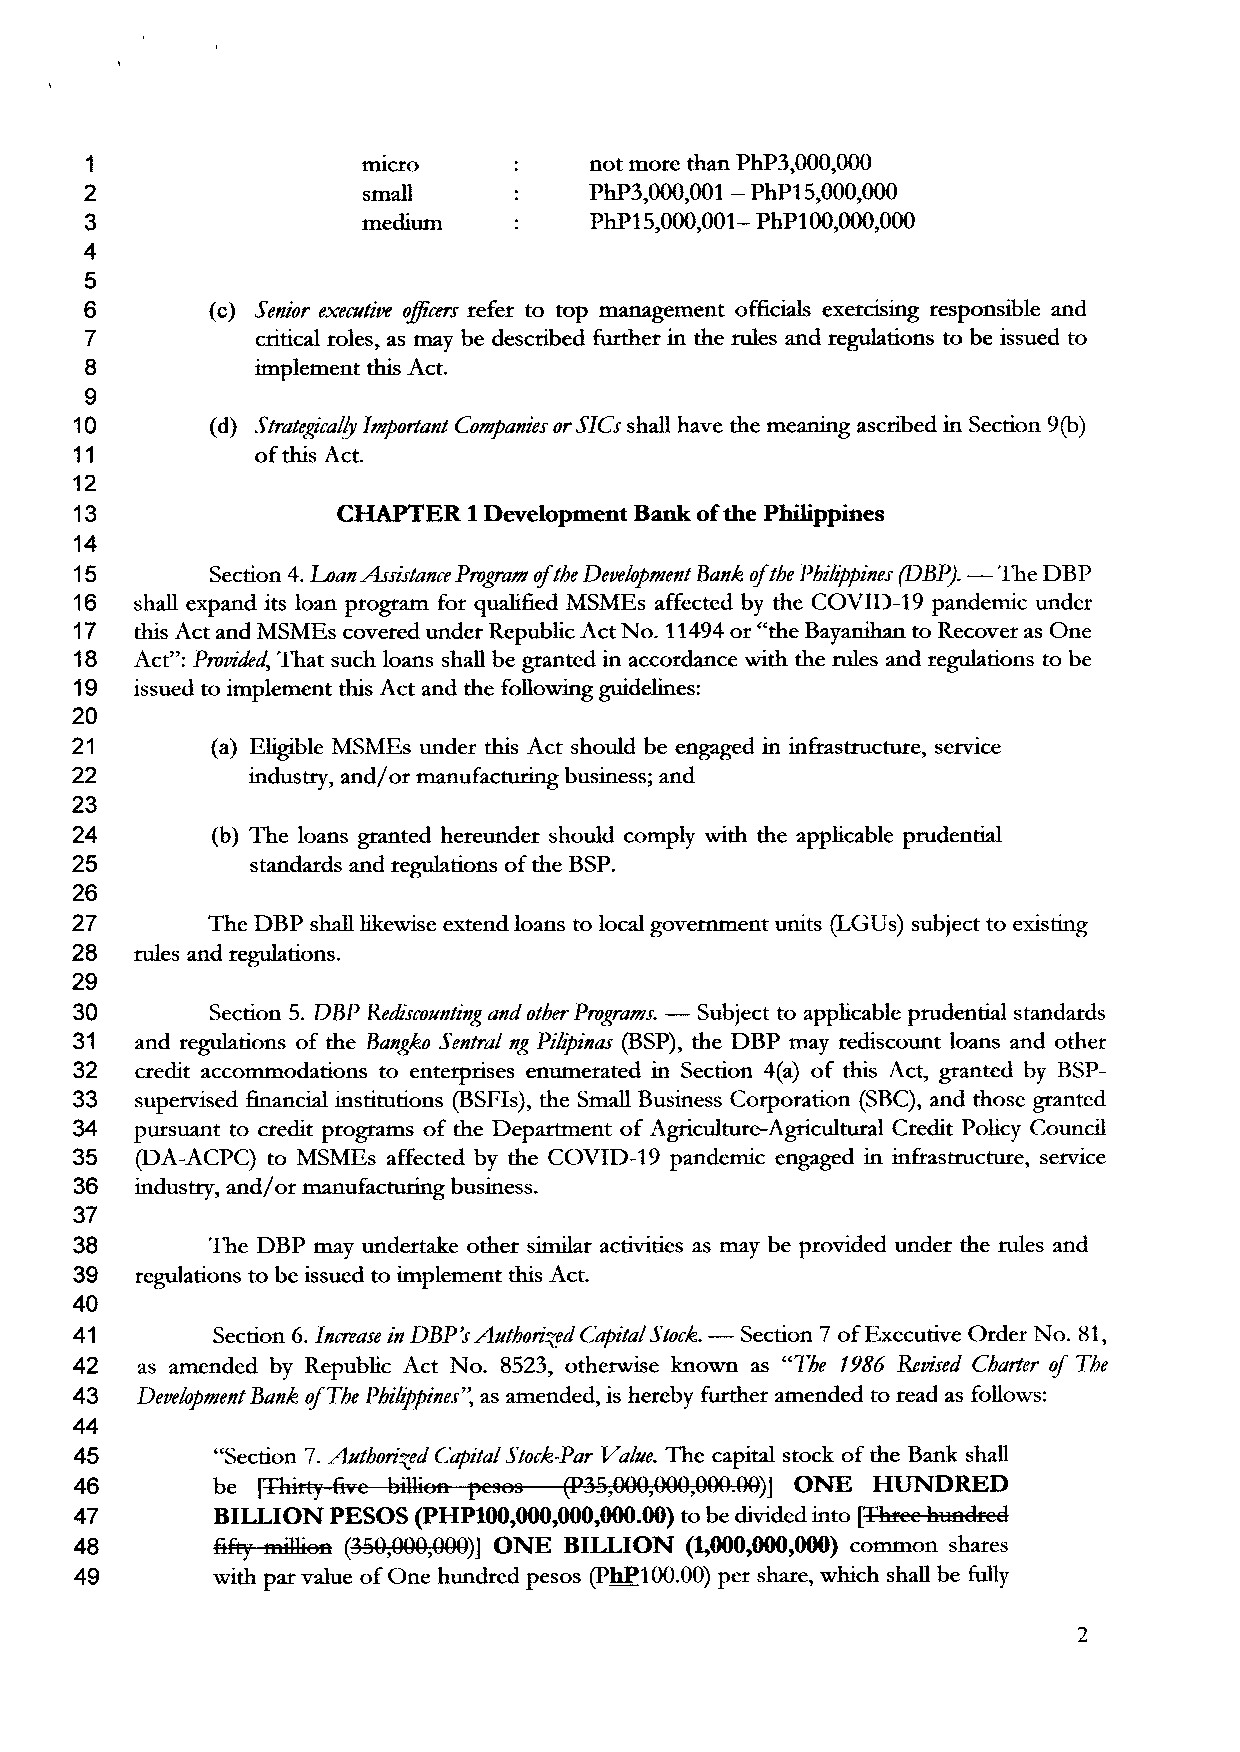 1 micro : not more than PhP3,000,000
2 small : PhP3,000,001 – PhP15,000,000
3 medium : PhP15,000,001– PhP100,000,000
4
5
6 (c) Senior executive officers refer to top management officials exercising responsible and
7 critical roles, as may be described further in the rules and regulations to be issued to
8 implement this Act.
9
10 (d) Strategically Important Companies or SICs shall have the meaning ascribed in Section 9(b)
11 of this Act.
12
13 CHAPTER 1 Development Bank of the Philippines
14
15 Section 4. Loan Assistance Program of the Development Bank of the Philippines (DBP). — The DBP
16 shall expand its loan program for qualified MSMEs affected by the COVID-19 pandemic under
17 this Act and MSMEs covered under Republic Act No. 11494 or “the Bayanihan to Recover as One
18 Act”: Provided, That such loans shall be granted in accordance with the rules and regulations to be
19 issued to implement this Act and the following guidelines:
20
21 (a) Eligible MSMEs under this Act should be engaged in infrastructure, service
22 industry, and/or manufacturing business; and
23
24 (b) The loans granted hereunder should comply with the applicable prudential
25 standards and regulations of the BSP.
26
27 The DBP shall likewise extend loans to local government units (LGUs) subject to existing
28 rules and regulations.
29
30 Section 5. DBP Rediscounting and other Programs. — Subject to applicable prudential standards
31 and regulations of the Bangko Sentral ng Pilipinas (BSP), the DBP may rediscount loans and other
32 credit accommodations to enterprises enumerated in Section 4(a) of this Act, granted by BSP-
33 supervised financial institutions (BSFIs), the Small Business Corporation (SBC), and those granted
34 pursuant to credit programs of the Department of Agriculture-Agricultural Credit Policy Council
35 (DA-ACPC) to MSMEs affected by the COVID-19 pandemic engaged in infrastructure, service
36 industry, and/or manufacturing business.
37
38 The DBP may undertake other similar activities as may be provided under the rules and
39 regulations to be issued to implement this Act.
40
41 Section 6. Increase in DBP’s Authorized Capital Stock. — Section 7 of Executive Order No. 81,
42 as amended by Republic Act No. 8523, otherwise known as “The 1986 Revised Charter of The
43 Development Bank of The Philippines”, as amended, is hereby further amended to read as follows:
44
45 “Section 7. Authorized Capital Stock-Par Value. The capital stock of the Bank shall
46 be [Thirty-five billion pesos (P35,000,000,000.00)] ONE HUNDRED
47 BILLION PESOS (PHP100,000,000,000.00) to be divided into [Three hundred
48 fifty million (350,000,000)] ONE BILLION (1,000,000,000) common shares
49 with par value of One hundred pesos (PhP100.00) per share, which shall be fully
2